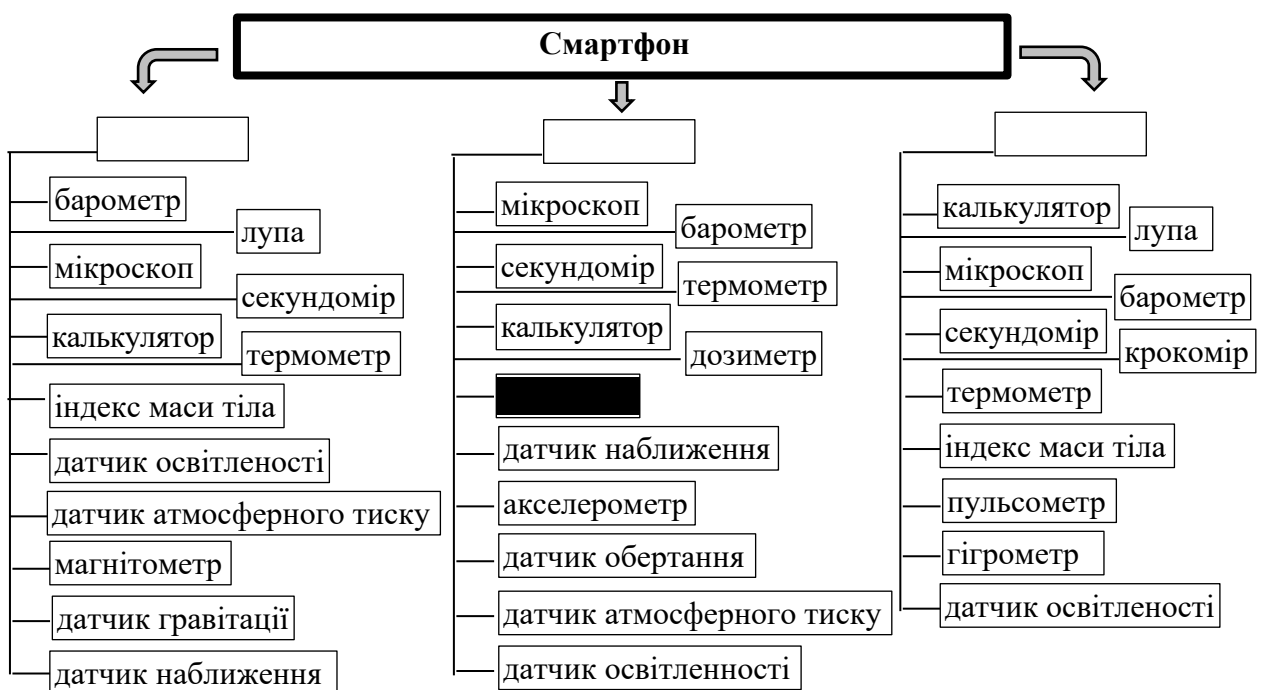 Смартфон
барометр
лупа
мікроскоп
секундомір
калькулятор
термометр
індекс маси тіла
датчик освітленості
датчик атмосферного тиску
магнітометр
датчик гравітації
датчик наближення
мікроскоп
барометр
секундомір
термометр
калькулятор
дозиметр
датчик наближення
акселерометр
датчик обертання
датчик атмосферного тиску
датчик освітленності
калькулятор
лупа
мікроскоп
барометр
секундомір
крокомір
термометр
індекс маси тіла
пульсометр
гігрометр
датчик освітленості